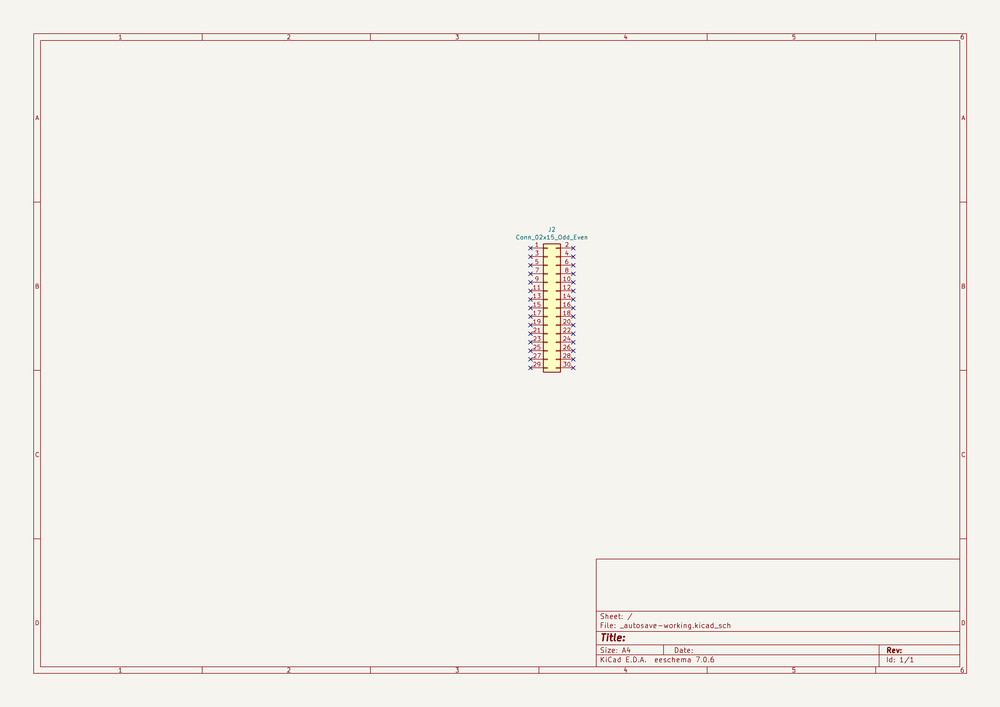 1 2 3 4 5 6
A A
J2
Conn_02x15_Odd_Even
1 2
3 4
5 6
7 8
9 10
B B
11 12
13 14
15 16
17 18
19 20
21 22
23 24
25 26
27 28
29 30
C C
Sheet: /
D D
File: _autosave-working.kicad_sch
Title:
Size: A4 Date: Rev:
KiCad E.D.A. eeschema 7.0.6 Id: 1/1
1 2 3 4 5 6